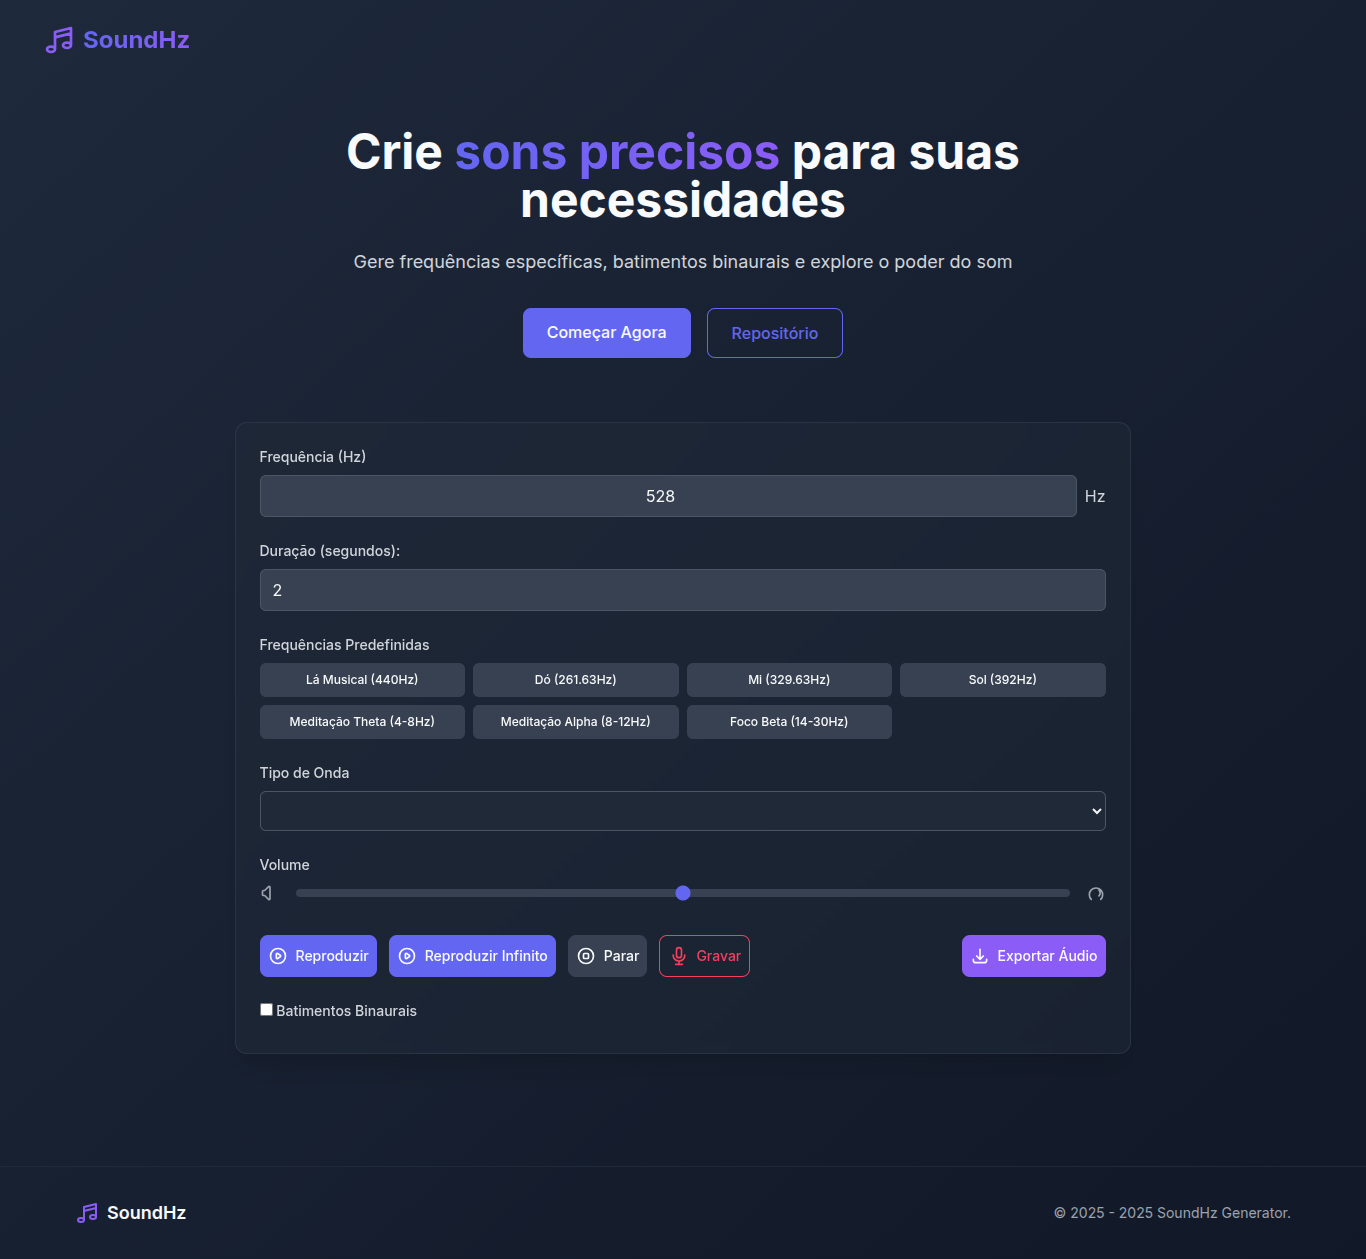 SoundHz
Crie sons precisos para suas
necessidades
Gere frequências específicas, batimentos binaurais e explore o poder do som
Começar Agora
Repositório
Frequência (Hz)
528
Hz
Duração (segundos):
2
Frequências Predefinidas
Lá Musical (440Hz)
Dó (261.63Hz)
Mi (329.63Hz)
Sol (392Hz)
Meditação Theta (4-8Hz)
Meditação Alpha (8-12Hz)
Foco Beta (14-30Hz)
Tipo de Onda
Volume
Reproduzir
Reproduzir Infinito
Parar
Gravar
Exportar Áudio
Batimentos Binaurais
SoundHz
© 2025 - 2025 SoundHz Generator.